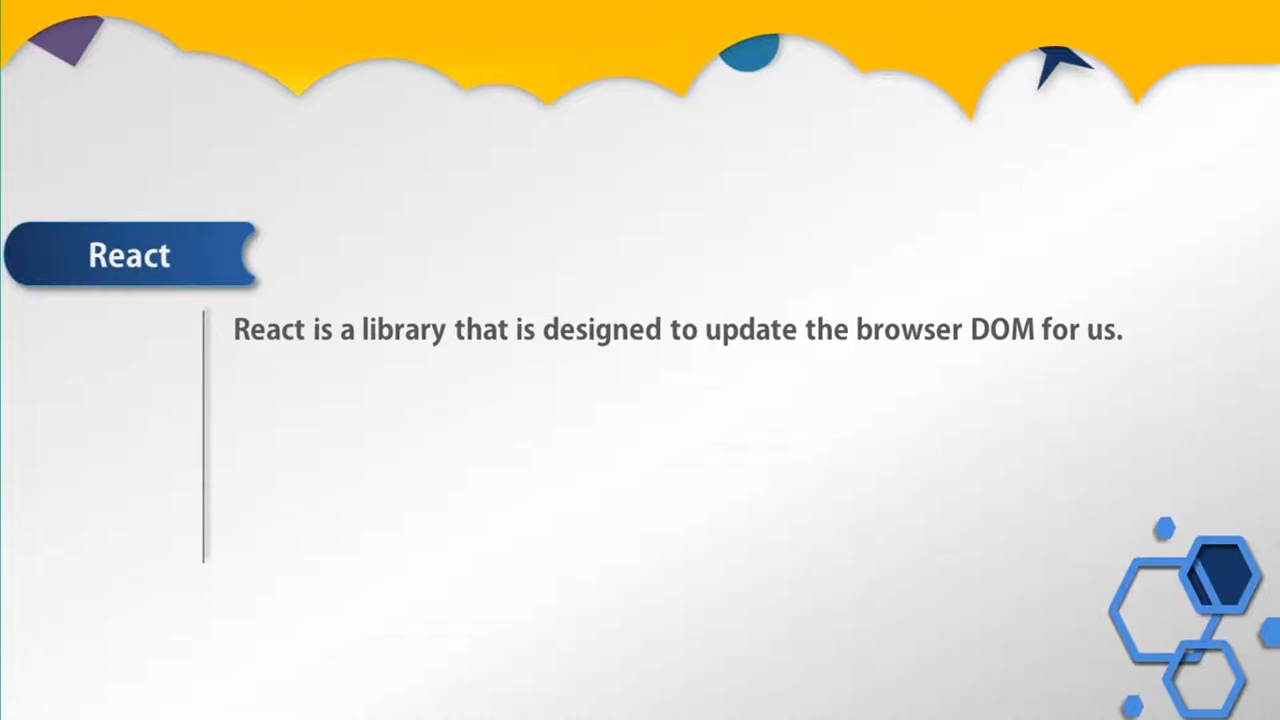 React
React is a library that is designed to update the browser DOM for us.